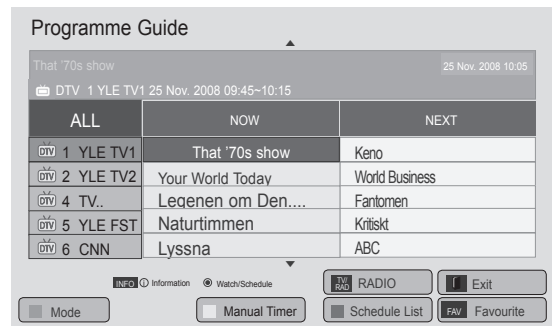 Programme Guide
That '70s show 25 Nov. 2008 10:05
DTV 1 YLE TV1 25 Nov. 2008 09:45~10:15
ALL NOW NEXT
DTV 1 YLE TV1 That '70s show Keno
DTV 2 YLE TV2 Your World Today World Business
DTV 4 TV.. Legenen om Den.... Fantomen
DTV 5 YLE FST Naturtimmen Kritiskt
DTV 6 CNN Lyssna ABC
INFO ⓘ Information ◉ Watch/Schedule TV/RAD RADIO Exit
Mode Manual Timer Schedule List FAV Favourite